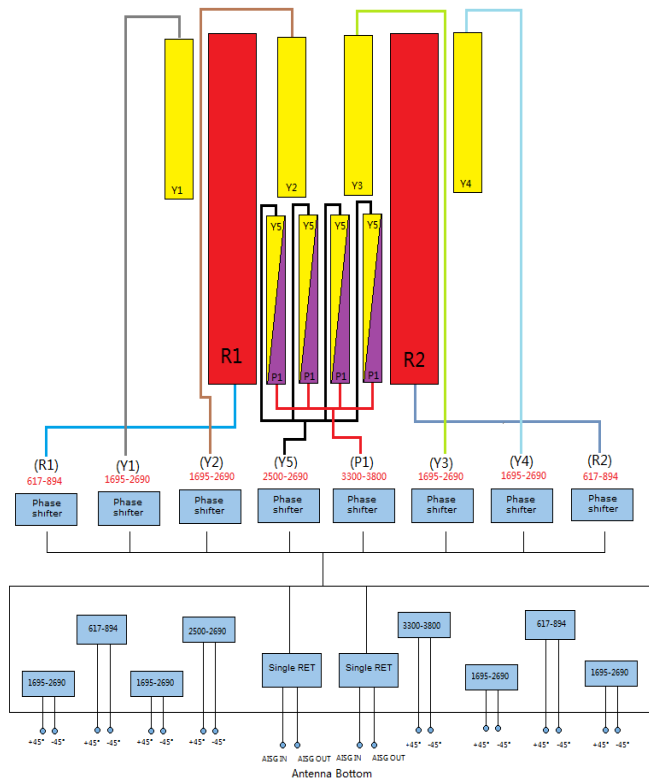 Y1
Y2
Y3
Y4
Y5
Y5
Y5
Y5
R1
R2
P1
P1
P1
P1
(R1)
(Y1)
(Y2)
(Y5)
(P1)
(Y3)
(Y4)
(R2)
617-894
1695-2690
1695-2690
2500-2690
3300-3800
1695-2690
1695-2690
617-894
Phase
shifter
Phase
shifter
Phase
shifter
Phase
shifter
Phase
shifter
Phase
shifter
Phase
shifter
Phase
shifter
617-894
2500-2690
3300-3800
617-894
1695-2690
1695-2690
Single RET
Single RET
1695-2690
1695-2690
+45° -45°
+45° -45°
+45° -45°
+45° -45°
AISG IN AISG OUT
AISG IN AISG OUT
+45° -45°
+45° -45°
+45° -45°
+45° -45°
Antenna Bottom